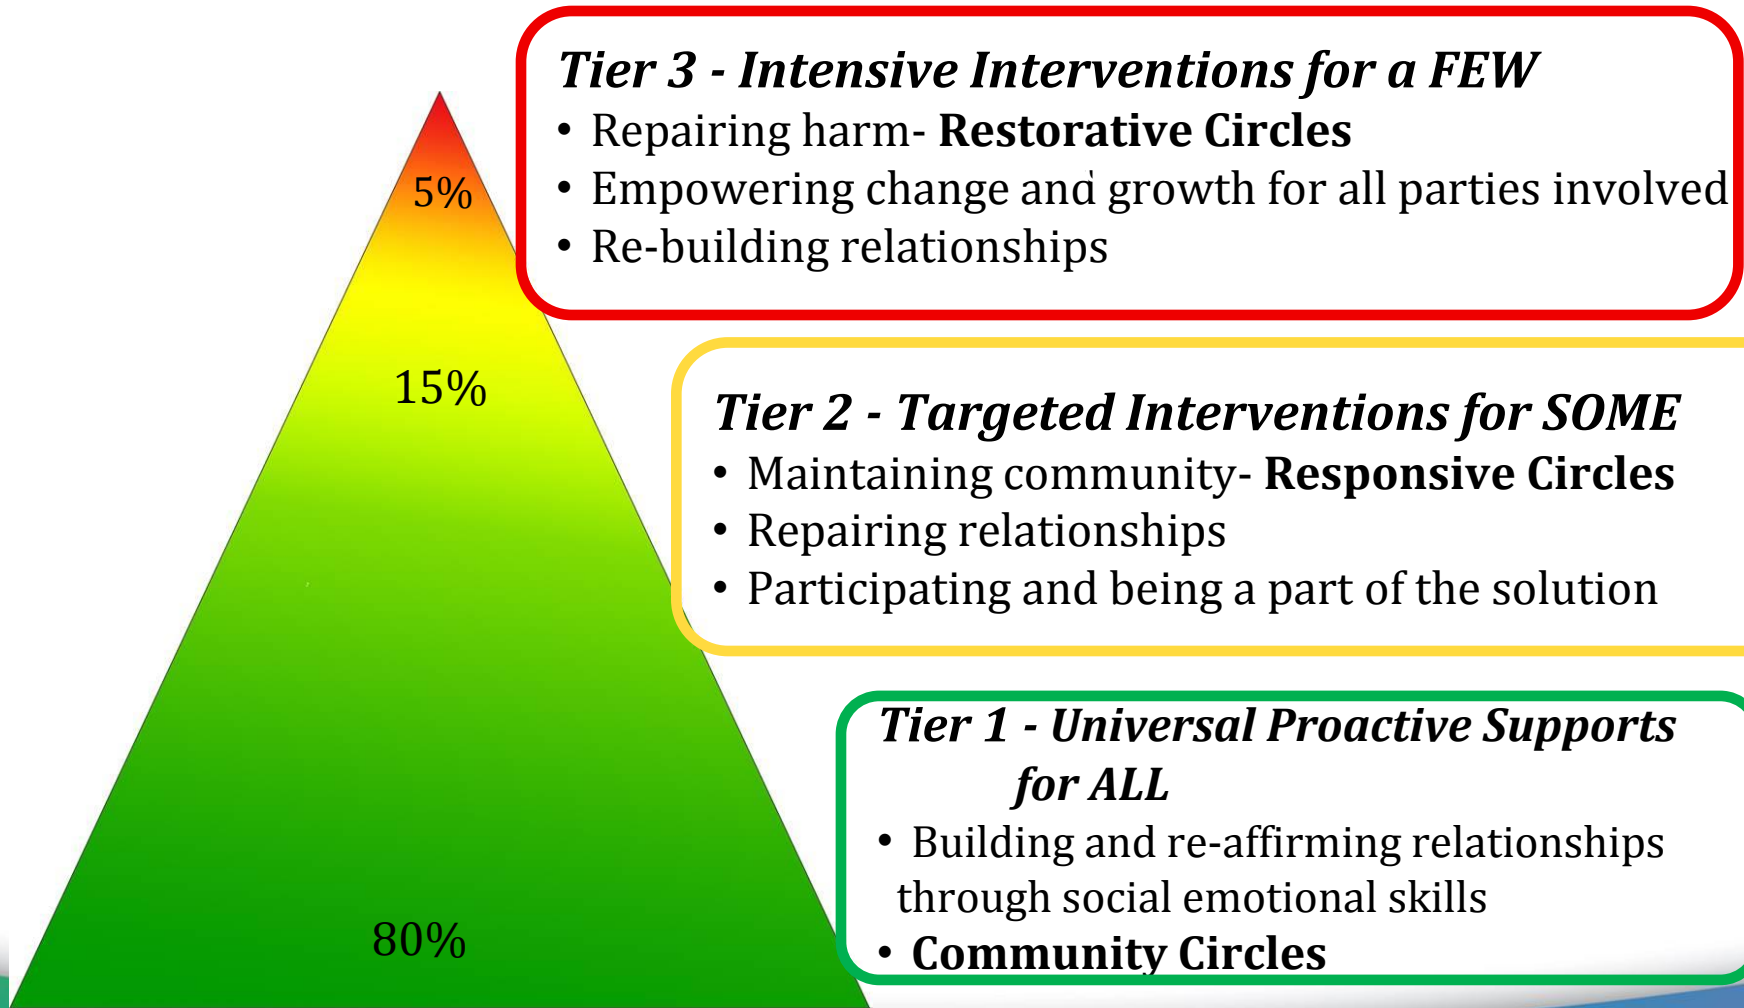 Tier 3 - Intensive Interventions for a FEW
• Repairing harm- Restorative Circles
• Empowering change and growth for all parties involved
• Re-building relationships
5%
15%
Tier 2 - Targeted Interventions for SOME
• Maintaining community- Responsive Circles
• Repairing relationships
• Participating and being a part of the solution
Tier 1 - Universal Proactive Supports
for ALL
• Building and re-affirming relationships
through social emotional skills
• Community Circles
80%